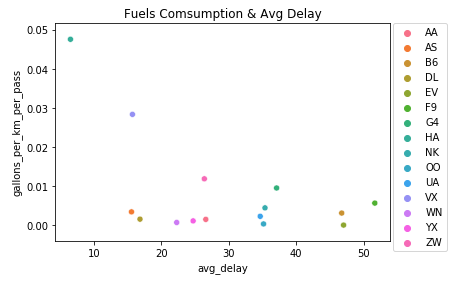 Fuels Comsumption & Avg Delay
0.05
0.04
0.03
0.02
0.01
0.00
gallons_per_km_per_pass
10
20
30
40
50
avg_delay
AA
AS
B6
DL
EV
F9
G4
HA
NK
OO
UA
VX
WN
YX
ZW